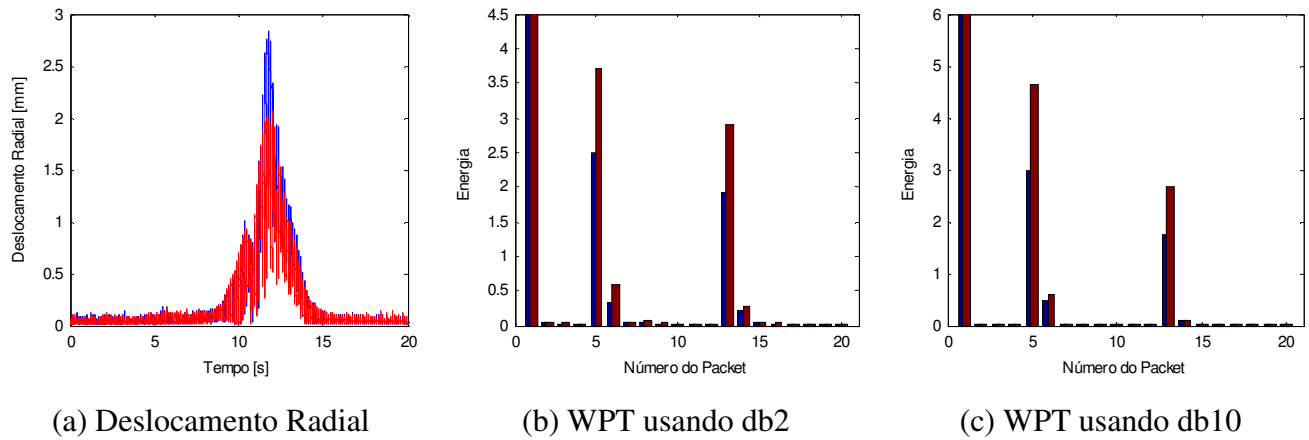 3
2.5
2
1.5
1
0.5
0
0 5 10 15 20
Deslocamento Radial [mm]
Tempo [s]
4.5
4
3.5
3
2.5
2
1.5
1
0.5
0
0 5 10 15 20
Energia
Número do Packet
6
5
4
3
2
1
0
0 5 10 15 20
Energia
Número do Packet
(a) Deslocamento Radial
(b) WPT usando db2
(c) WPT usando db10